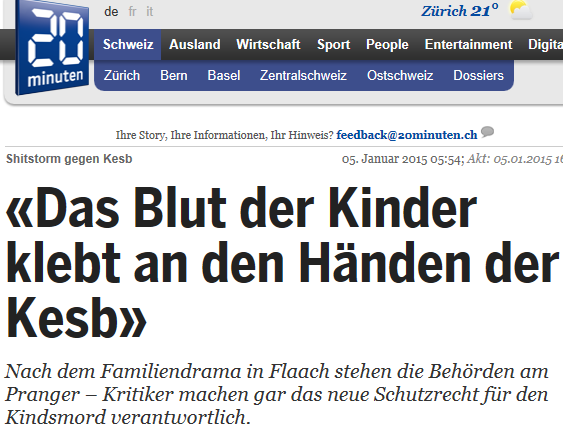 de fr it
Zürich 21°
20
minuten
Schweiz Ausland Wirtschaft Sport People Entertainment Digita
Zürich Bern Basel Zentralschweiz Ostschweiz Dossiers
Ihre Story, Ihre Informationen, Ihr Hinweis? feedback@20minuten.ch
Shitstorm gegen Kesb
05. Januar 2015 05:54; Akt: 05.01.2015 16
«Das Blut der Kinder
klebt an den Händen der
Kesb»
Nach dem Familiendrama in Flaach stehen die Behörden am
Pranger – Kritiker machen gar das neue Schutzrecht für den
Kindsmord verantwortlich.